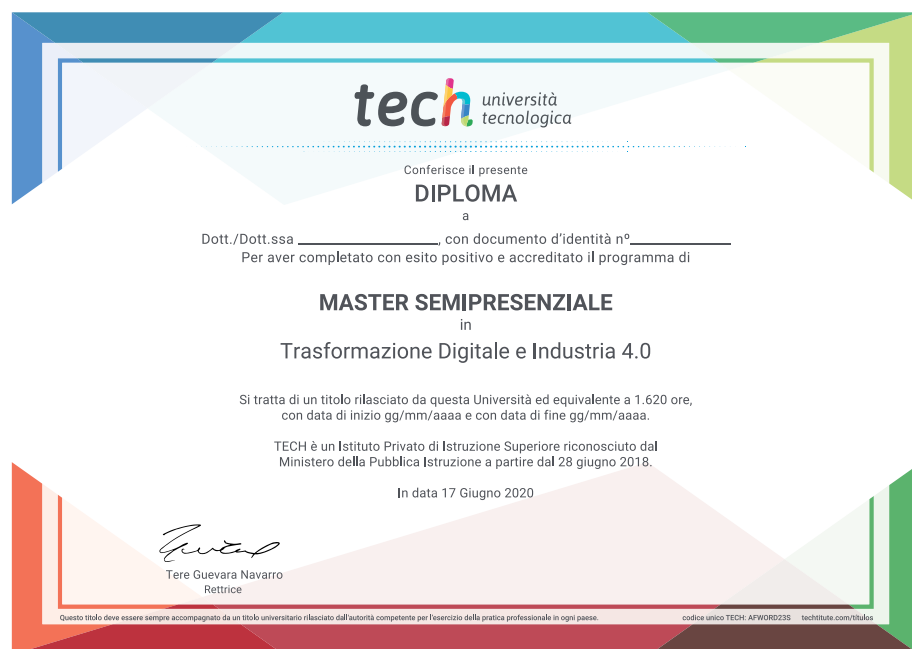 tech università
tecnologica
Conferisce il presente
DIPLOMA
a
Dott./Dott.ssa __________________, con documento d'identità nº_____________
Per aver completato con esito positivo e accreditato il programma di
MASTER SEMIPRESENZIALE
in
Trasformazione Digitale e Industria 4.0
Si tratta di un titolo rilasciato da questa Università ed equivalente a 1.620 ore,
con data di inizio gg/mm/aaaa e con data di fine gg/mm/aaaa.
TECH è un Istituto Privato di Istruzione Superiore riconosciuto dal
Ministero della Pubblica Istruzione a partire dal 28 giugno 2018.
In data 17 Giugno 2020
Tere Guevara Navarro
Rettrice
Questo titolo deve essere sempre accompagnato da un titolo universitario rilasciato dall'autorità competente per l'esercizio della pratica professionale in ogni paese. codice unico TECH: AFWORD23S techtitute.com/títulos